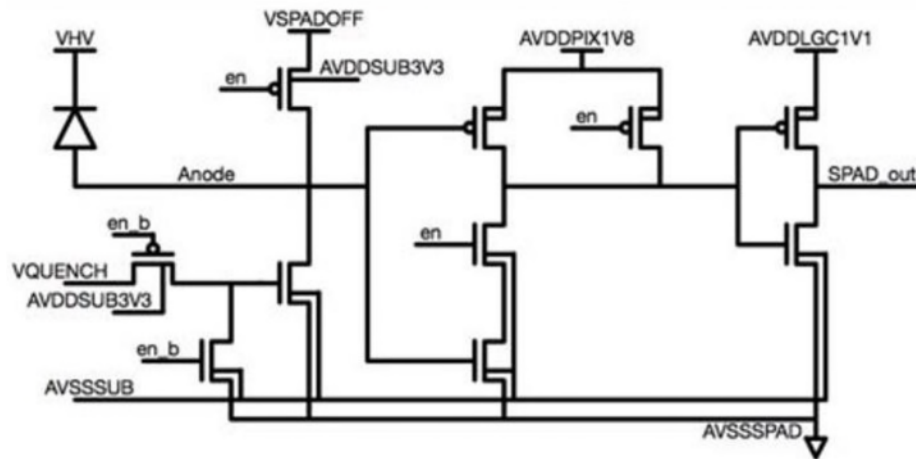 VSPADOFF
VHV
AVDDPIX1V8
AVDDLGC1V1
AVDDSUB3V3
en
en
Anode
SPAD_out
en_b
en
VQUENCH
AVDDSUB3V3
en_b
AVSSSUB
AVSSSPAD